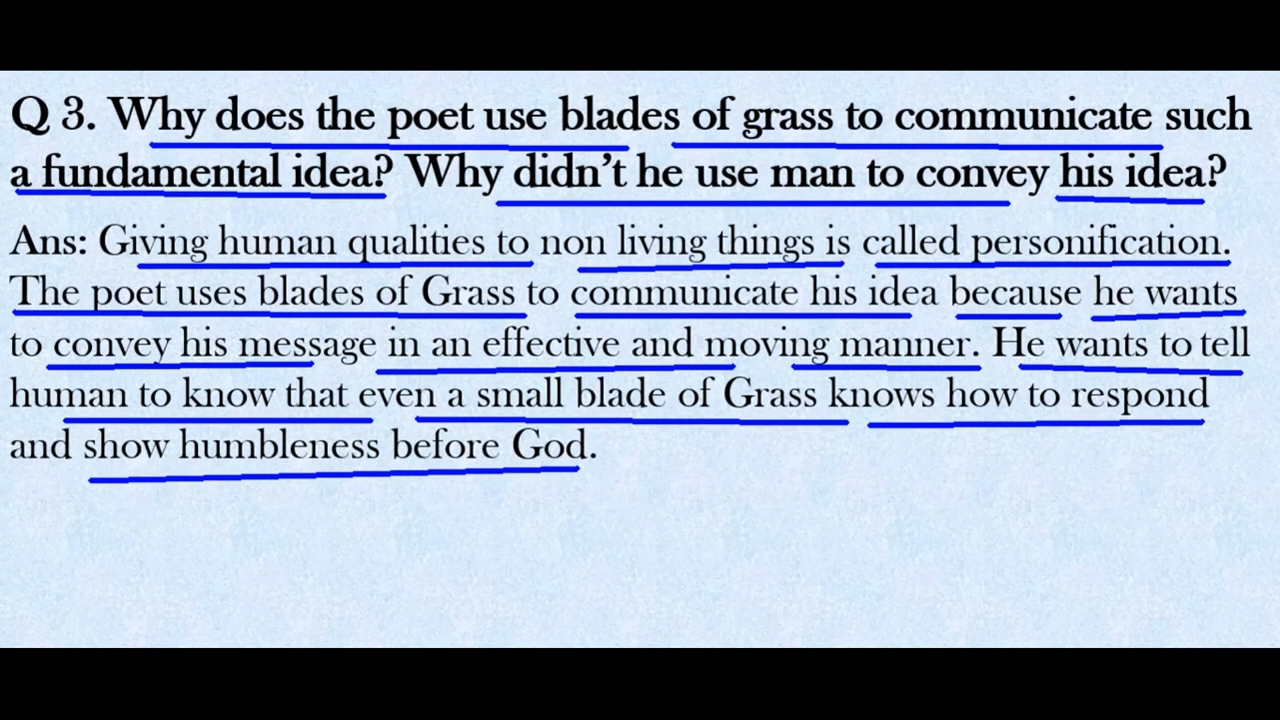 Q 3. Why does the poet use blades of grass to communicate such
a fundamental idea? Why didn't he use man to convey his idea?
Ans: Giving human qualities to non living things is called personification.
The poet uses blades of Grass to communicate his idea because he wants
to convey his message in an effective and moving manner. He wants to tell
human to know that even a small blade of Grass knows how to respond
and show humbleness before God.